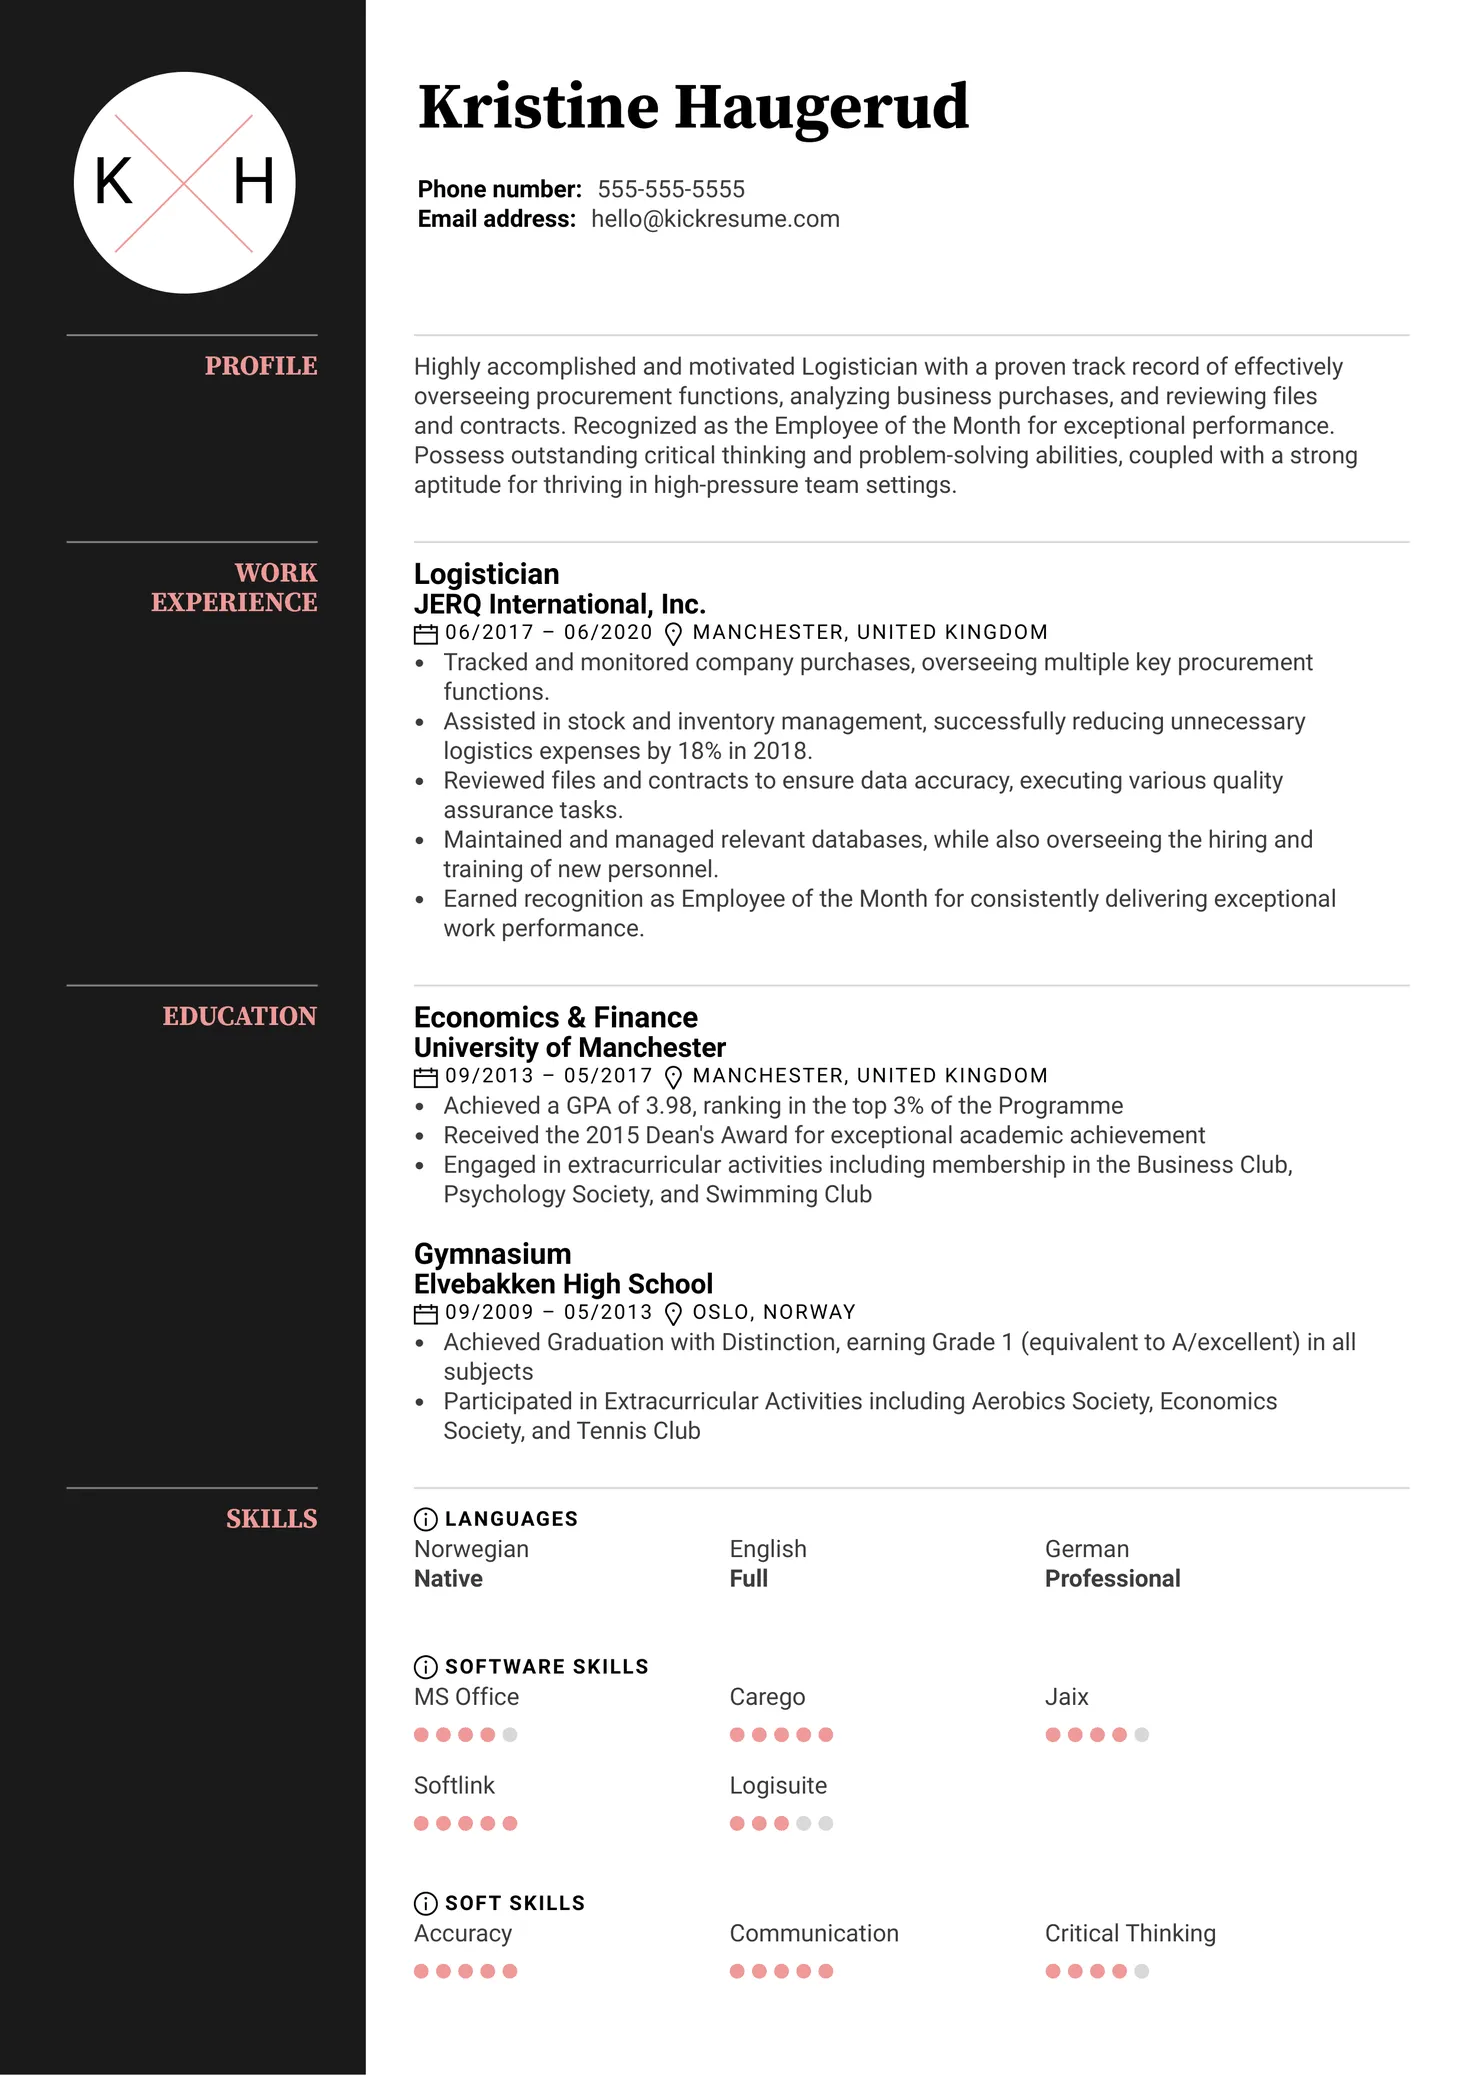 K H
Kristine Haugerud
Phone number: 555-555-5555
Email address: hello@kickresume.com
PROFILE
Highly accomplished and motivated Logistician with a proven track record of effectively
overseeing procurement functions, analyzing business purchases, and reviewing files
and contracts. Recognized as the Employee of the Month for exceptional performance.
Possess outstanding critical thinking and problem-solving abilities, coupled with a strong
aptitude for thriving in high-pressure team settings.
WORK
EXPERIENCE
Logistician
JERQ International, Inc.
06/2017 – 06/2020 MANCHESTER, UNITED KINGDOM
• Tracked and monitored company purchases, overseeing multiple key procurement
functions.
• Assisted in stock and inventory management, successfully reducing unnecessary
logistics expenses by 18% in 2018.
• Reviewed files and contracts to ensure data accuracy, executing various quality
assurance tasks.
• Maintained and managed relevant databases, while also overseeing the hiring and
training of new personnel.
• Earned recognition as Employee of the Month for consistently delivering exceptional
work performance.
EDUCATION
Economics & Finance
University of Manchester
09/2013 – 05/2017 MANCHESTER, UNITED KINGDOM
• Achieved a GPA of 3.98, ranking in the top 3% of the Programme
• Received the 2015 Dean's Award for exceptional academic achievement
• Engaged in extracurricular activities including membership in the Business Club,
Psychology Society, and Swimming Club
Gymnasium
Elvebakken High School
09/2009 – 05/2013 OSLO, NORWAY
• Achieved Graduation with Distinction, earning Grade 1 (equivalent to A/excellent) in all
subjects
• Participated in Extracurricular Activities including Aerobics Society, Economics
Society, and Tennis Club
SKILLS
LANGUAGES
Norwegian English German
Native Full Professional
SOFTWARE SKILLS
MS Office Carego Jaix
Softlink Logisuite
SOFT SKILLS
Accuracy Communication Critical Thinking